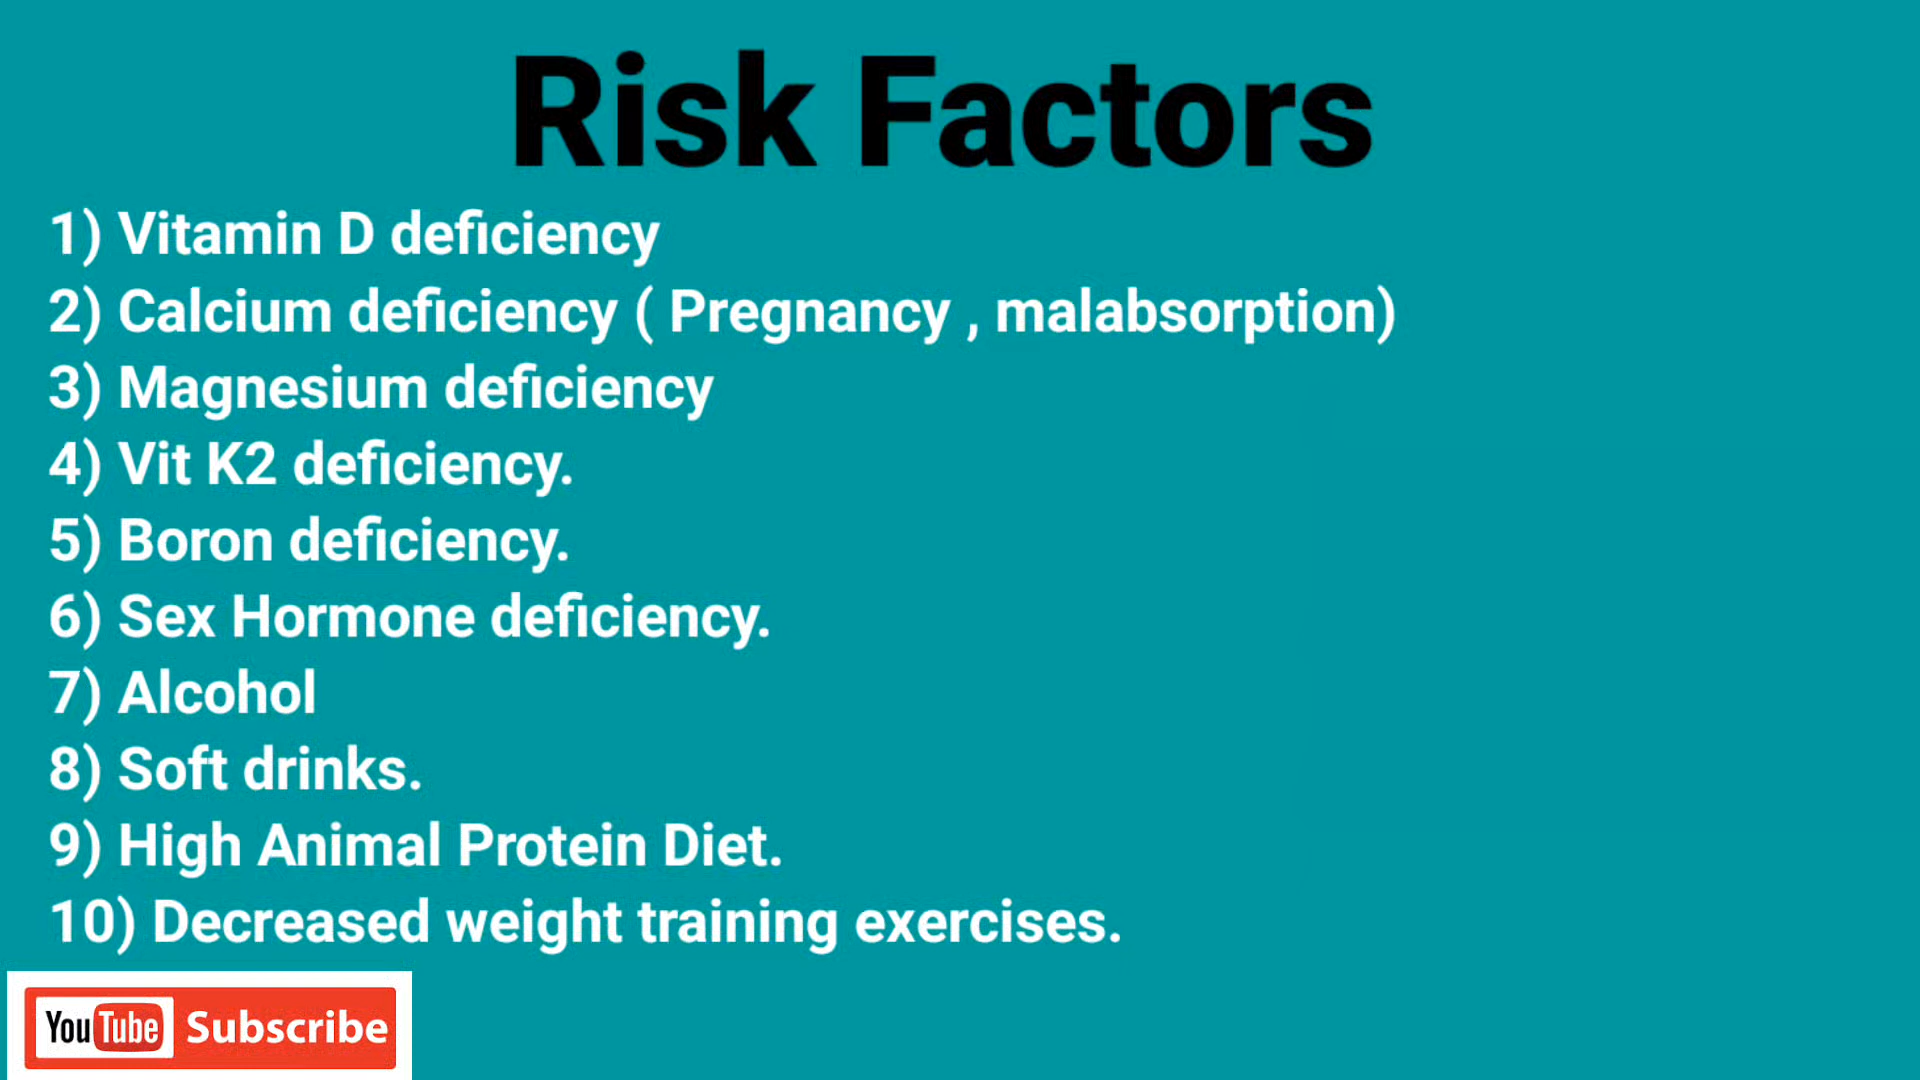 Risk Factors
1) Vitamin D deficiency
2) Calcium deficiency ( Pregnancy , malabsorption)
3) Magnesium deficiency
4) Vit K2 deficiency.
5) Boron deficiency.
6) Sex Hormone deficiency.
7) Alcohol
8) Soft drinks.
9) High Animal Protein Diet.
10) Decreased weight training exercises.
YouTube Subscribe